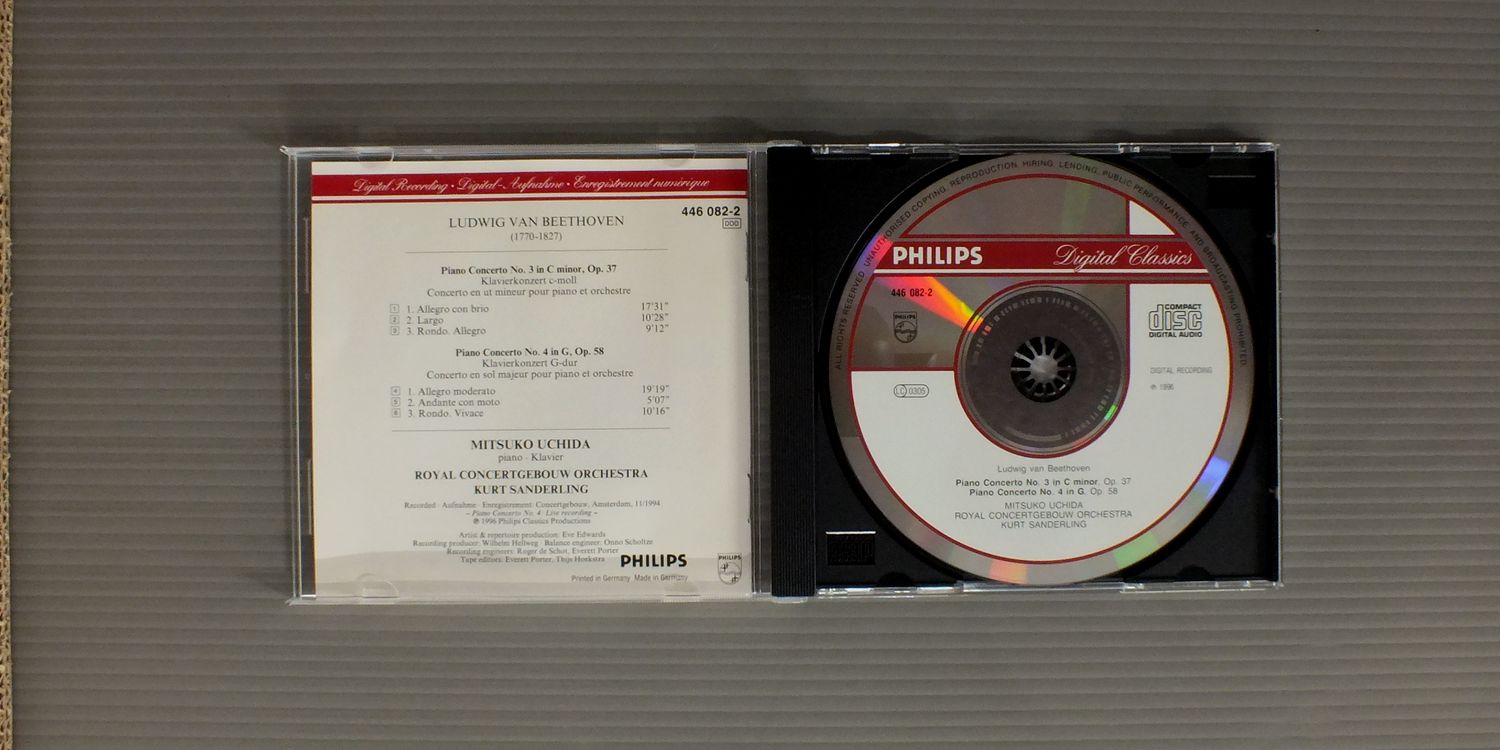 Digital Recording · Digital-Aufnahme · Enregistrement numérique
446 082-2
DDD
LUDWIG VAN BEETHOVEN
(1770-1827)
Piano Concerto No. 3 in C minor, Op. 37
Klavierkonzert c-moll
Concerto en ut mineur pour piano et orchestre
1 1. Allegro con brio 17'31"
2 2. Largo 10'28"
3 3. Rondo. Allegro 9'12"
Piano Concerto No. 4 in G, Op. 58
Klavierkonzert G-dur
Concerto en sol majeur pour piano et orchestre
4 1. Allegro moderato 19'19"
5 2. Andante con moto 5'07"
6 3. Rondo. Vivace 10'16"
MITSUKO UCHIDA
piano · Klavier
ROYAL CONCERTGEBOUW ORCHESTRA
KURT SANDERLING
Recorded · Aufnahme · Enregistrement: Concertgebouw, Amsterdam, 11/1994
– Piano Concerto No. 4: Live recording –
℗ 1996 Philips Classics Productions
Artist & repertoire production: Eve Edwards
Recording producer: Wilhelm Hellweg · Balance engineer: Onno Scholtze
Recording engineers: Roger de Schot, Everett Porter
Tape editors: Everett Porter, Thijs Hoekstra
PHILIPS
PHILIPS
Printed in Germany Made in Germany
ALL RIGHTS RESERVED UNAUTHORISED COPYING, REPRODUCTION, HIRING, LENDING, PUBLIC PERFORMANCE AND BROADCASTING PROHIBITED
PHILIPS Digital Classics
446 082-2
PHILIPS
COMPACT
disc
DIGITAL AUDIO
DIGITAL RECORDING
℗ 1996
LC 0305
Ludwig van Beethoven
Piano Concerto No. 3 in C minor, Op. 37
Piano Concerto No. 4 in G, Op. 58
MITSUKO UCHIDA
ROYAL CONCERTGEBOUW ORCHESTRA
KURT SANDERLING